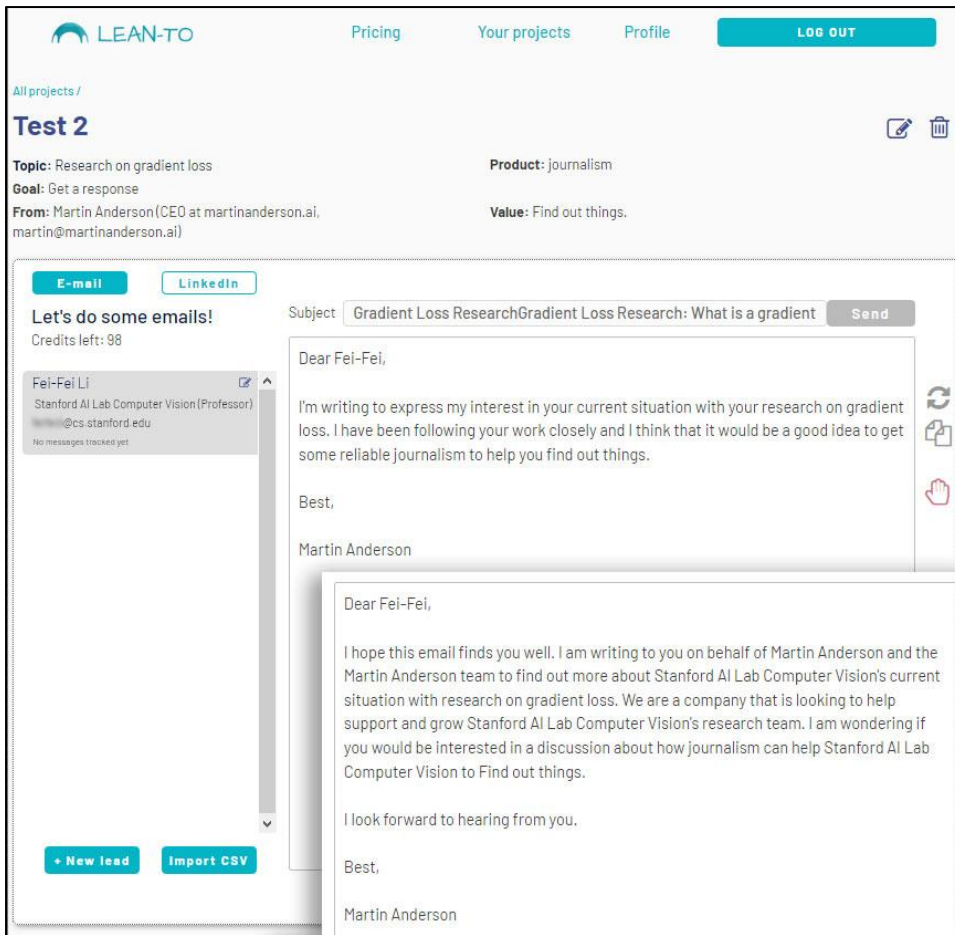 LEAN-TO
Pricing
Your projects
Profile
LOG OUT
All projects /
Test 2
Topic: Research on gradient loss
Product: journalism
Goal: Get a response
From: Martin Anderson (CEO at martinanderson.ai,
martin@martinanderson.ai)
Value: Find out things.
E-mail
LinkedIn
Let's do some emails!
Credits left: 98
Fei-Fei Li
Stanford AI Lab Computer Vision (Professor)
@cs.stanford.edu
No messages tracked yet
+ New lead
Import CSV
Subject
Gradient Loss ResearchGradient Loss Research: What is a gradient
Send
Dear Fei-Fei,
I'm writing to express my interest in your current situation with your research on gradient
loss. I have been following your work closely and I think that it would be a good idea to get
some reliable journalism to help you find out things.
Best,
Martin Anderson
Dear Fei-Fei,
I hope this email finds you well. I am writing to you on behalf of Martin Anderson and the
Martin Anderson team to find out more about Stanford AI Lab Computer Vision's current
situation with research on gradient loss. We are a company that is looking to help
support and grow Stanford AI Lab Computer Vision's research team. I am wondering if
you would be interested in a discussion about how journalism can help Stanford AI Lab
Computer Vision to Find out things.
I look forward to hearing from you.
Best,
Martin Anderson